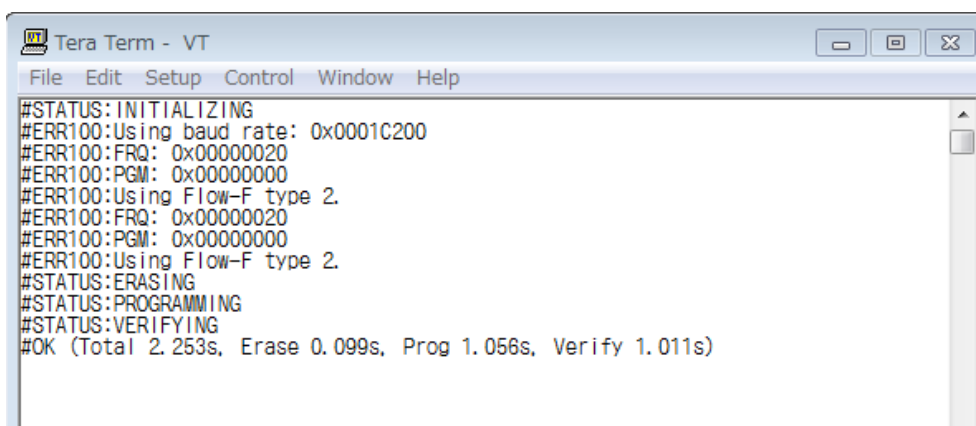 Tera Term - VT
File Edit Setup Control Window Help
#STATUS:INITIALIZING
#ERR100:Using baud rate: 0x0001C200
#ERR100:FRQ: 0x00000020
#ERR100:PGM: 0x00000000
#ERR100:Using Flow-F type 2.
#ERR100:FRQ: 0x00000020
#ERR100:PGM: 0x00000000
#ERR100:Using Flow-F type 2.
#STATUS:ERASING
#STATUS:PROGRAMMING
#STATUS:VERIFYING
#OK (Total 2.253s, Erase 0.099s, Prog 1.056s, Verify 1.011s)